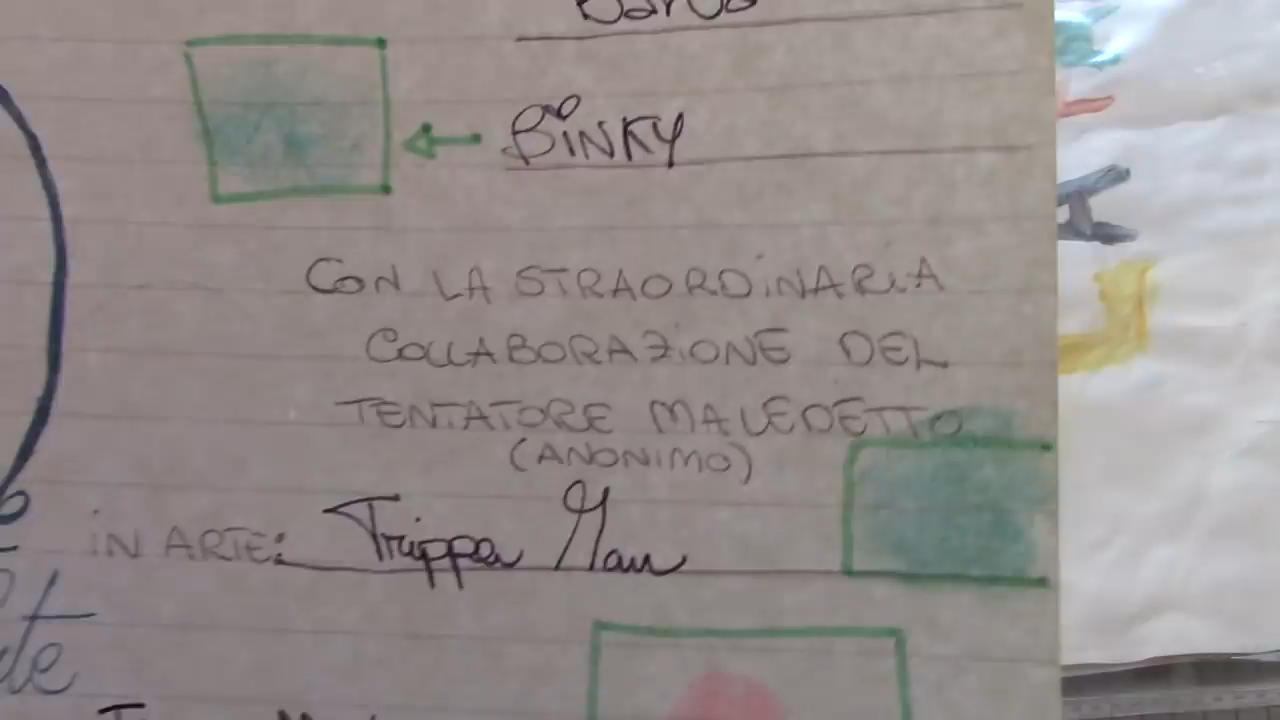 BINKY
CON LA STRAORDINARIA
COLLABORAZIONE DEL
TENTATORE MALEDETTO
(ANONIMO)
IN ARTE: Trippa Man